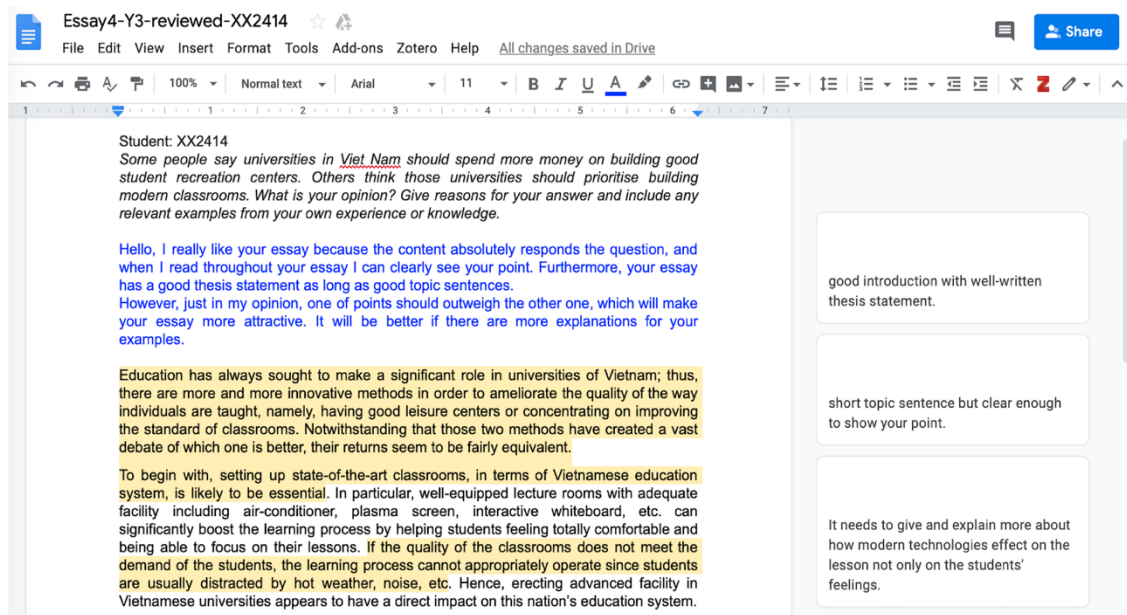 Essay4-Y3-reviewed-XX2414
File Edit View Insert Format Tools Add-ons Zotero Help All changes saved in Drive
Share
100% Normal text Arial 11 B I U A Z
1 1 2 3 4 5 6 7
Student: XX2414
Some people say universities in Viet Nam should spend more money on building good
student recreation centers. Others think those universities should prioritise building
modern classrooms. What is your opinion? Give reasons for your answer and include any
relevant examples from your own experience or knowledge.
Hello, I really like your essay because the content absolutely responds the question, and
when I read throughout your essay I can clearly see your point. Furthermore, your essay
has a good thesis statement as long as good topic sentences.
However, just in my opinion, one of points should outweigh the other one, which will make
your essay more attractive. It will be better if there are more explanations for your
examples.
Education has always sought to make a significant role in universities of Vietnam; thus,
there are more and more innovative methods in order to ameliorate the quality of the way
individuals are taught, namely, having good leisure centers or concentrating on improving
the standard of classrooms. Notwithstanding that those two methods have created a vast
debate of which one is better, their returns seem to be fairly equivalent.
To begin with, setting up state-of-the-art classrooms, in terms of Vietnamese education
system, is likely to be essential. In particular, well-equipped lecture rooms with adequate
facility including air-conditioner, plasma screen, interactive whiteboard, etc. can
significantly boost the learning process by helping students feeling totally comfortable and
being able to focus on their lessons. If the quality of the classrooms does not meet the
demand of the students, the learning process cannot appropriately operate since students
are usually distracted by hot weather, noise, etc. Hence, erecting advanced facility in
Vietnamese universities appears to have a direct impact on this nation's education system.
good introduction with well-written
thesis statement.
short topic sentence but clear enough
to show your point.
It needs to give and explain more about
how modern technologies effect on the
lesson not only on the students'
feelings.